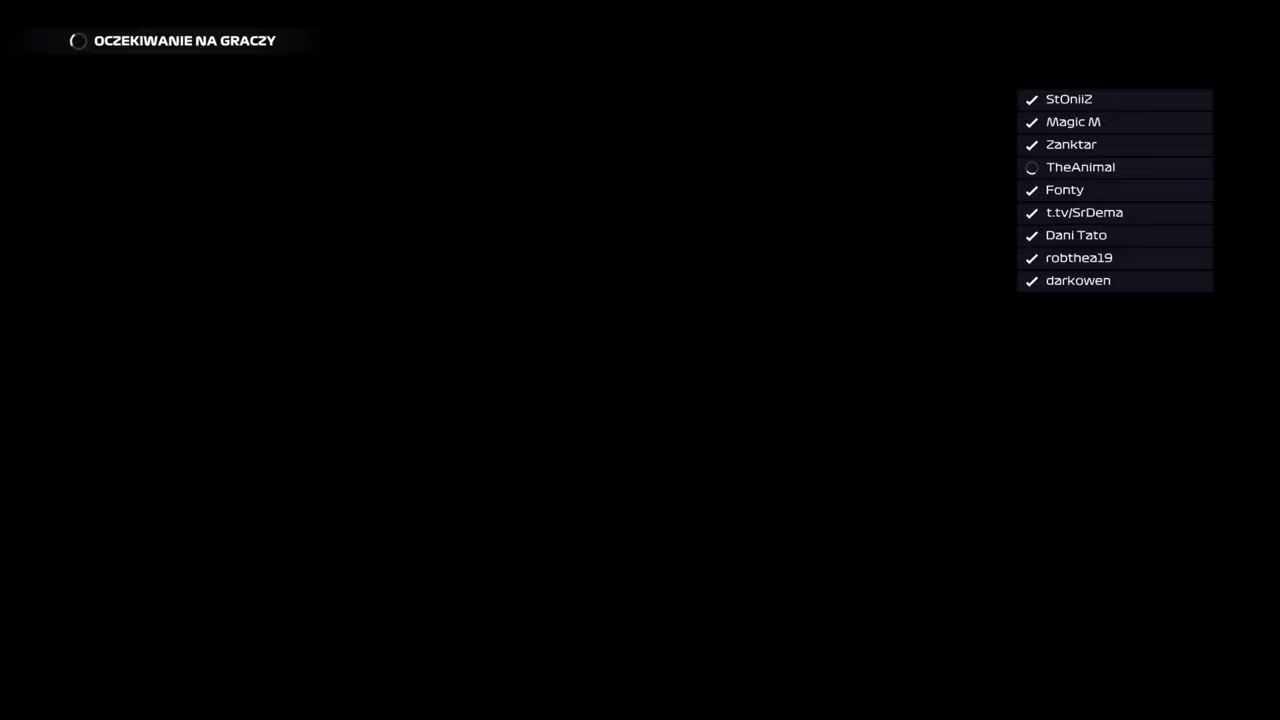 OCZEKIWANIE NA GRACZY
StOniiZ
Magic M
Zanktar
TheAnimal
Fonty
t.tv/SrDema
Dani Tato
robthea19
darkowen